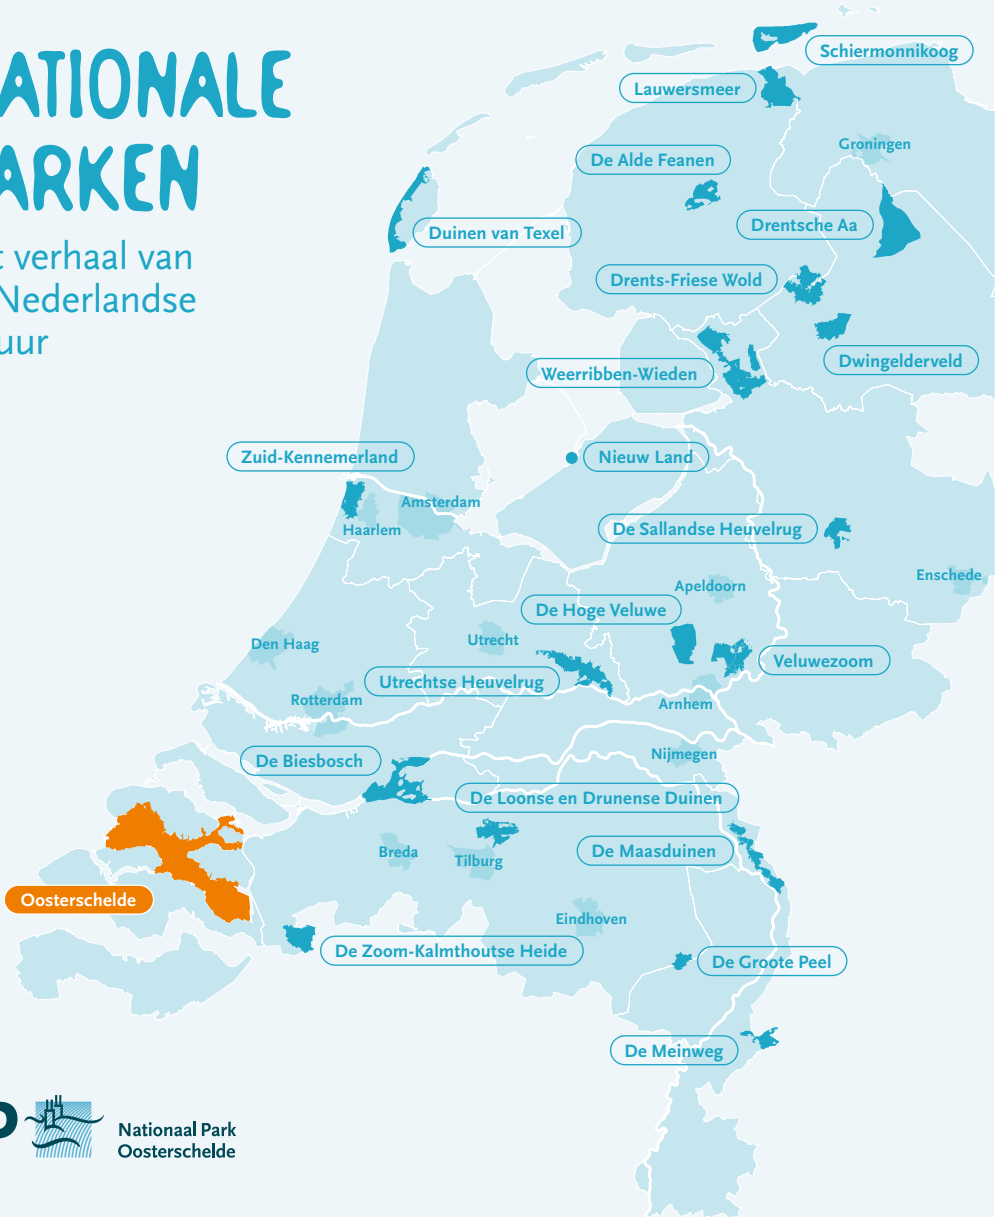 ATIONALE
ARKEN
t verhaal van
Nederlandse
uur
Schiermonnikoog
Lauwersmeer
Groningen
De Alde Feanen
Drentsche Aa
Duinen van Texel
Drents-Friese Wold
Dwingelderveld
Weerribben-Wieden
Zuid-Kennemerland
Nieuw Land
Amsterdam
Haarlem
De Sallandse Heuvelrug
Enschede
Apeldoorn
De Hoge Veluwe
Den Haag
Utrecht
Veluwezoom
Utrechtse Heuvelrug
Rotterdam
Arnhem
Nijmegen
De Biesbosch
De Loonse en Drunense Duinen
Breda
Tilburg
De Maasduinen
Oosterschelde
Eindhoven
De Zoom-Kalmthoutse Heide
De Groote Peel
De Meinweg
Nationaal Park
Oosterschelde